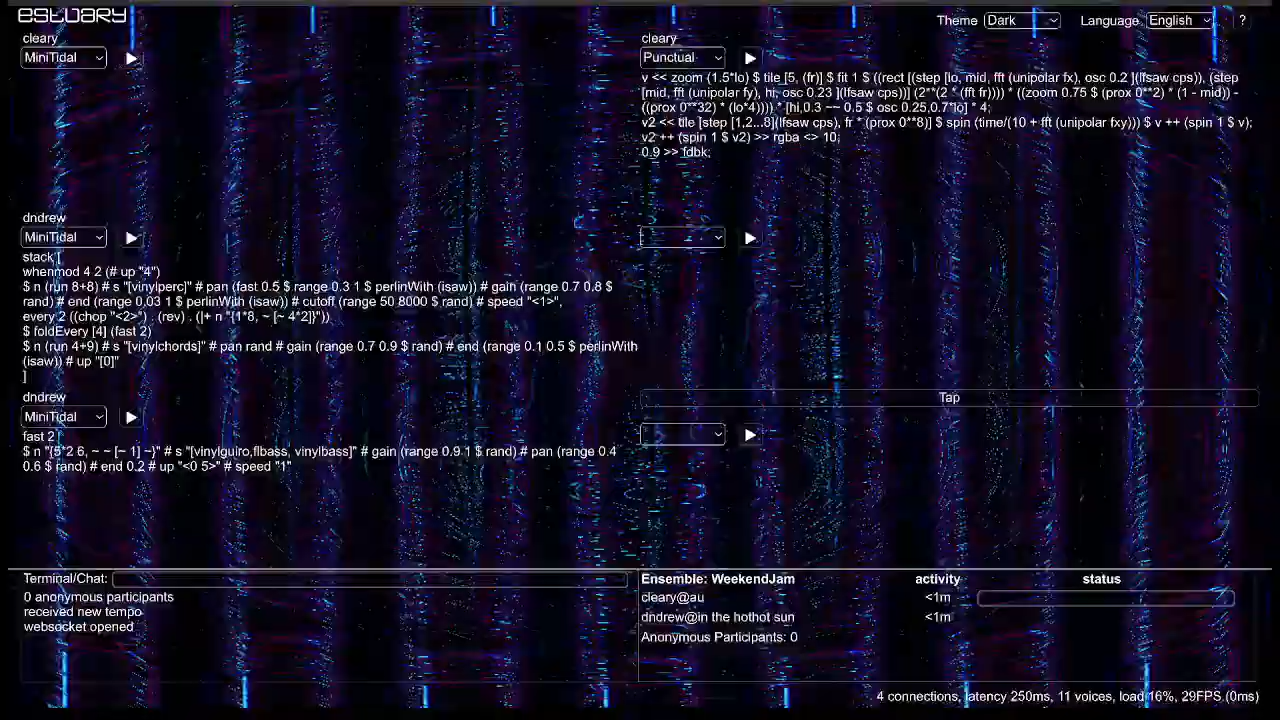 estuary
Theme Dark Language English ?
cleary
MiniTidal
cleary
Punctual
v << zoom (1.5*lo) $ tile [5, (fr)] $ fit 1 $ ((rect [(step [lo, mid, fft (unipolar fx), osc 0.2 ](lfsaw cps)), (step
[mid, fft (unipolar fy), hi, osc 0.23 ](lfsaw cps))] (2**(2 * (fft fr)))) * ((zoom 0.75 $ (prox 0**2) * (1 - mid)) -
((prox 0**32) * (lo*4)))) * [hi,0.3 ~~ 0.5 $ osc 0.25,0.7*lo] * 4;
v2 << tile [step [1,2...8](lfsaw cps), fr * (prox 0**8)] $ spin (time/(10 + fft (unipolar fxy))) $ v ++ (spin 1 $ v);
v2 ++ (spin 1 $ v2) >> rgba <> 10;
0.9 >> fdbk;
dndrew
MiniTidal
stack [
whenmod 4 2 (# up "4")
$ n (run 8+8) # s "[vinylperc]" # pan (fast 0.5 $ range 0.3 1 $ perlinWith (isaw)) # gain (range 0.7 0.8 $
rand) # end (range 0.03 1 $ perlinWith (isaw)) # cutoff (range 50 8000 $ rand) # speed "<1>",
every 2 ((chop "<2>") . (rev) . (|+ n "{1*8, ~ [~ 4*2]}"))
$ foldEvery [4] (fast 2)
$ n (run 4+9) # s "[vinylchords]" # pan rand # gain (range 0.7 0.9 $ rand) # end (range 0.1 0.5 $ perlinWith
(isaw)) # up "[0]"
]
dndrew
MiniTidal
fast 2
$ n "{5*2 6, ~ ~ [~ 1] ~}" # s "[vinylguiro,flbass, vinylbass]" # gain (range 0.9 1 $ rand) # pan (range 0.4
0.6 $ rand) # end 0.2 # up "<0 5>" # speed "1"
Tap
Terminal/Chat:
0 anonymous participants
received new tempo
websocket opened
Ensemble: WeekendJam activity status
cleary@au <1m
dndrew@in the hothot sun <1m
Anonymous Participants: 0
4 connections, latency 250ms, 11 voices, load 16%, 29FPS (0ms)